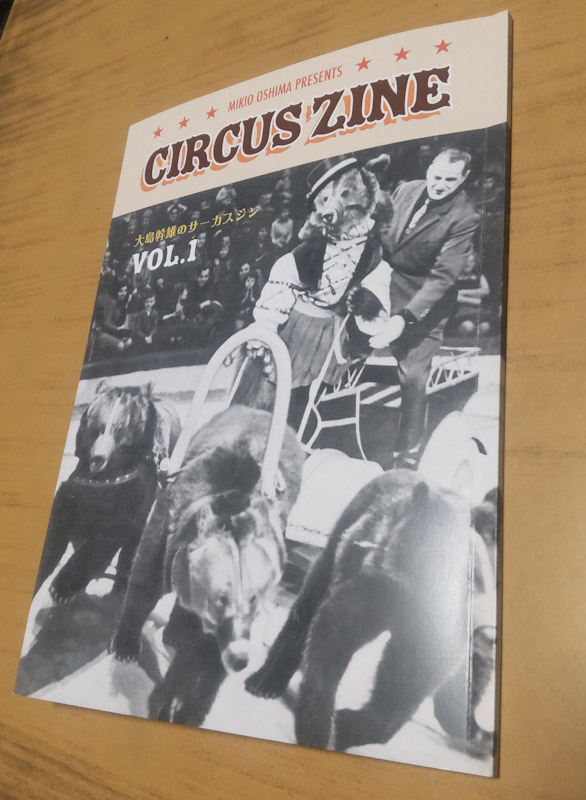 ★ ★ ★ MIKIO OSHIMA PRESENTS ★ ★ ★
CIRCUS ZINE
大島幹雄のサーカスジン
VOL.1